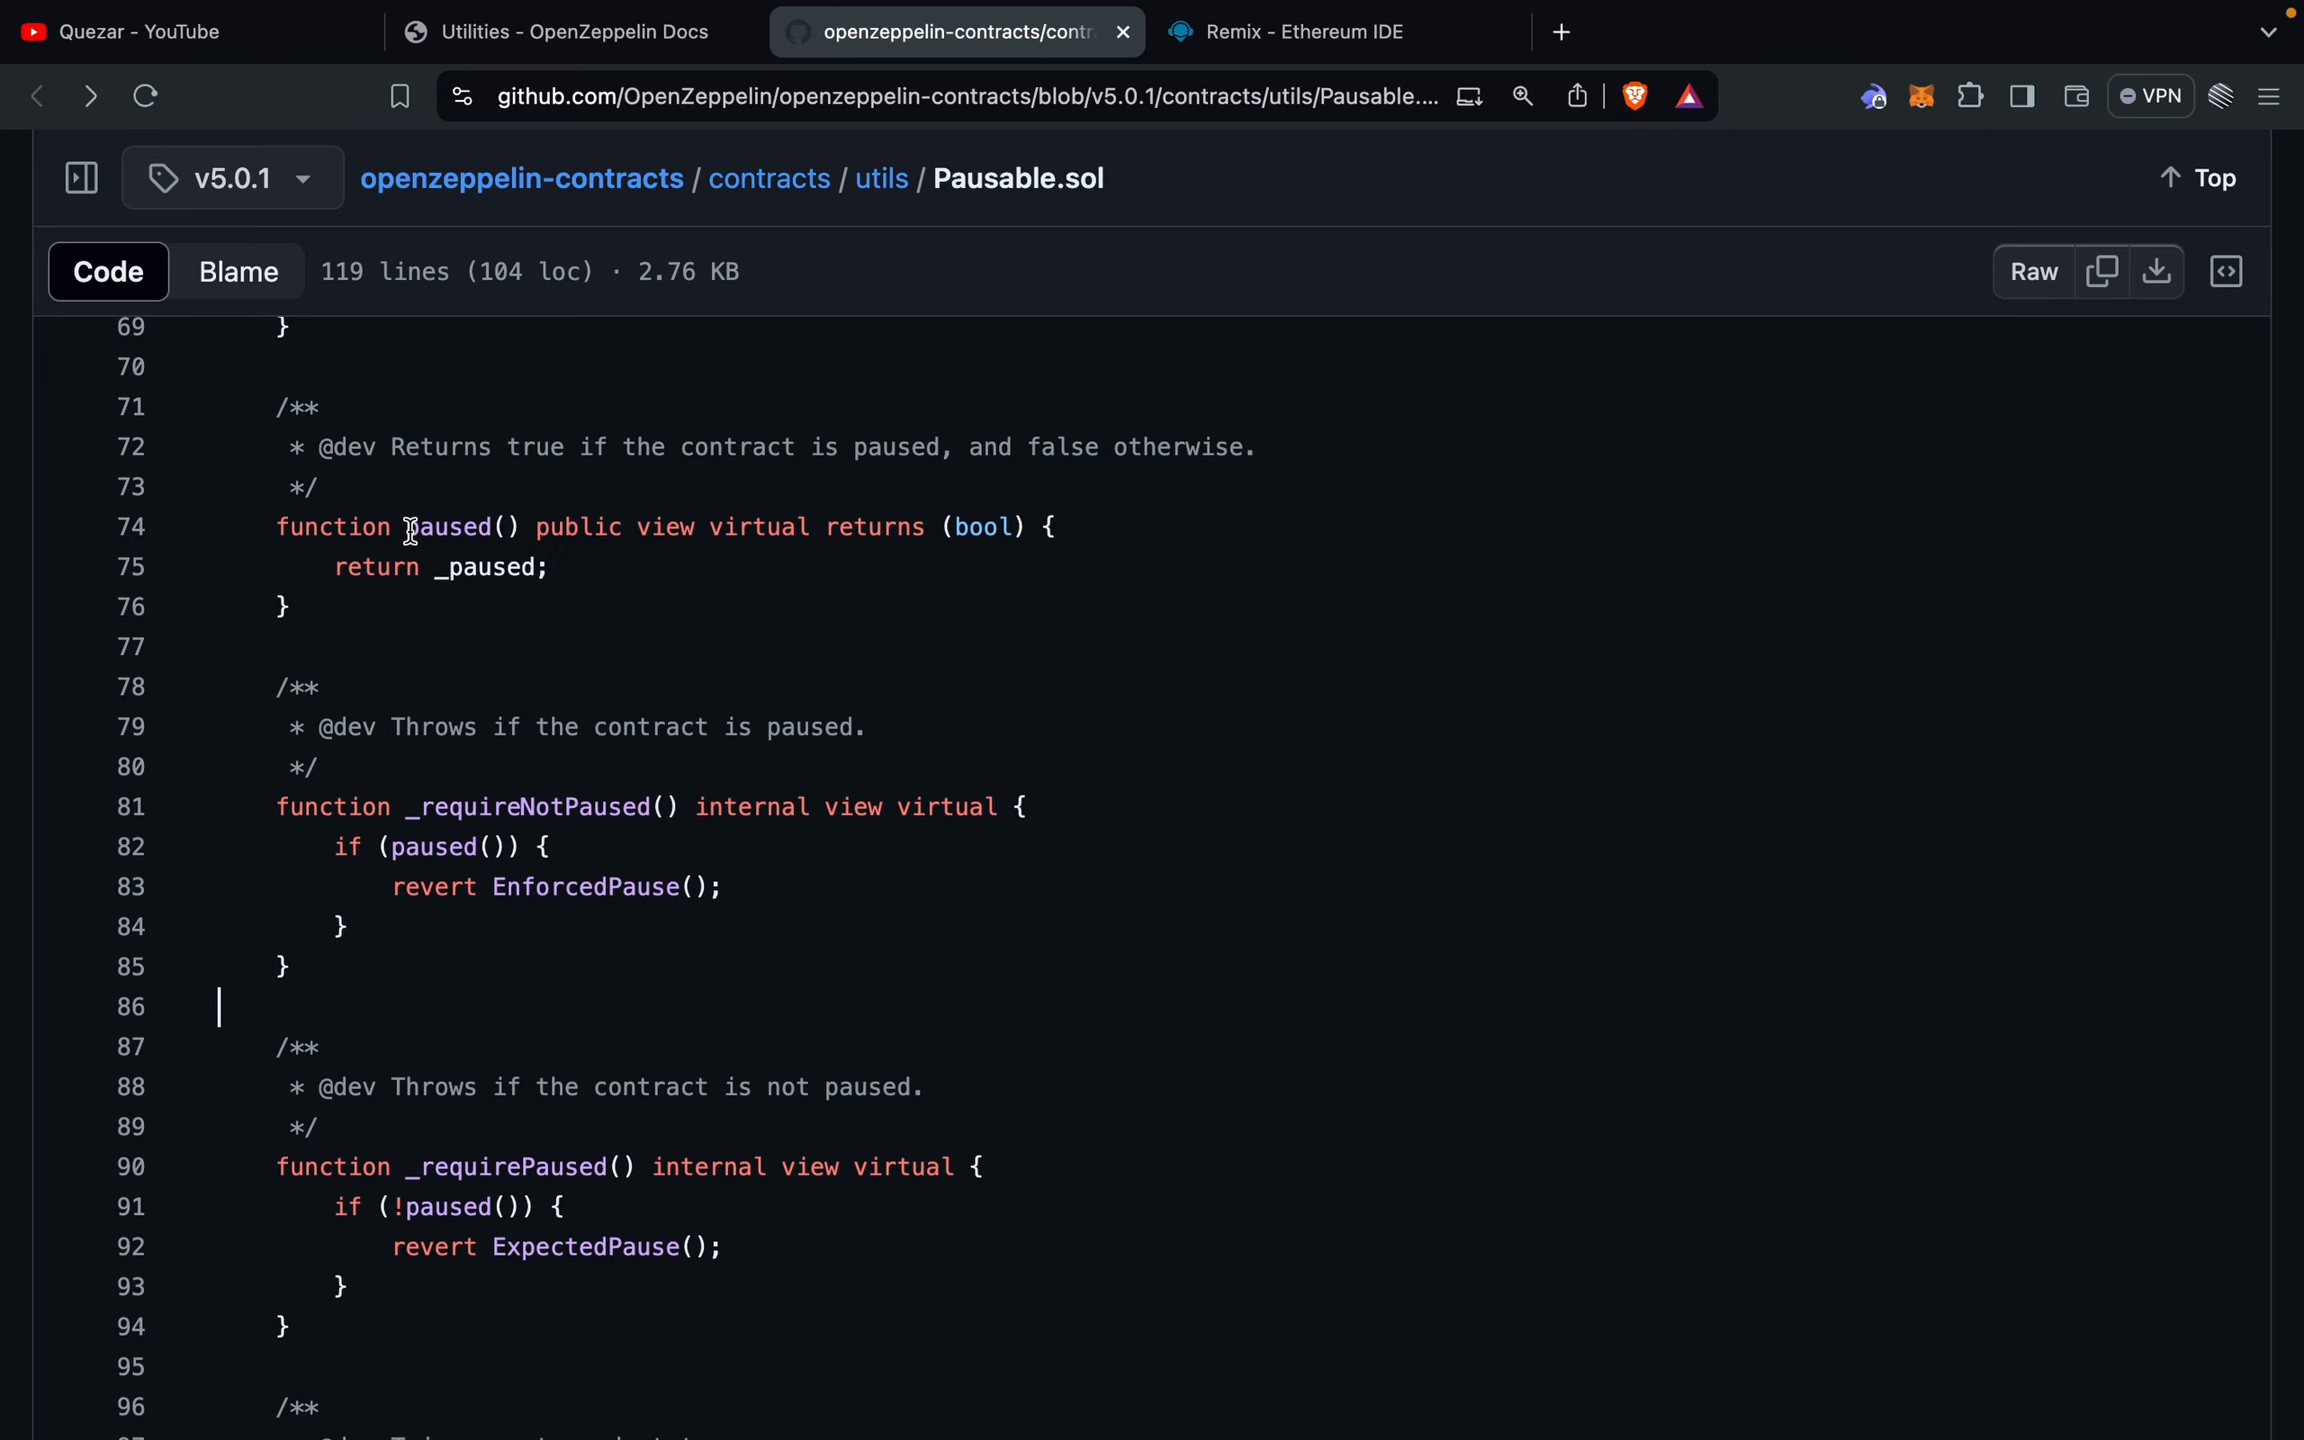 Quezar - YouTube
Utilities - OpenZeppelin Docs
openzeppelin-contracts/contr
Remix - Ethereum IDE
github.com/OpenZeppelin/openzeppelin-contracts/blob/v5.0.1/contracts/utils/Pausable....
VPN
v5.0.1
openzeppelin-contracts / contracts / utils / Pausable.sol
Top
Code
Blame
119 lines (104 loc) · 2.76 KB
Raw
69 }
70
71 /**
72 * @dev Returns true if the contract is paused, and false otherwise.
73 */
74 function paused() public view virtual returns (bool) {
75 return _paused;
76 }
77
78 /**
79 * @dev Throws if the contract is paused.
80 */
81 function _requireNotPaused() internal view virtual {
82 if (paused()) {
83 revert EnforcedPause();
84 }
85 }
86
87 /**
88 * @dev Throws if the contract is not paused.
89 */
90 function _requirePaused() internal view virtual {
91 if (!paused()) {
92 revert ExpectedPause();
93 }
94 }
95
96 /**